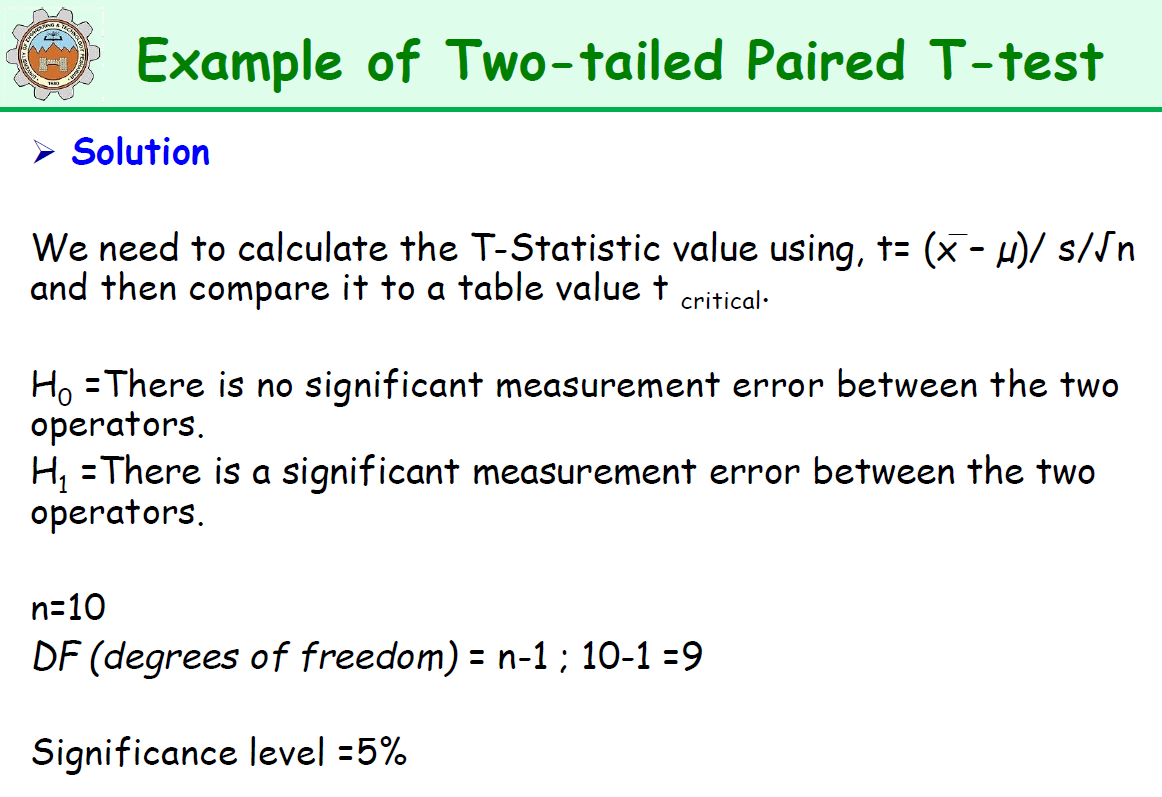 Example of Two-tailed Paired T-test
➢ Solution
We need to calculate the T-Statistic value using, t= (x̅ – μ)/ s/√n
and then compare it to a table value t critical.
H₀ =There is no significant measurement error between the two
operators.
H₁ =There is a significant measurement error between the two
operators.
n=10
DF (degrees of freedom) = n-1 ; 10-1 =9
Significance level =5%